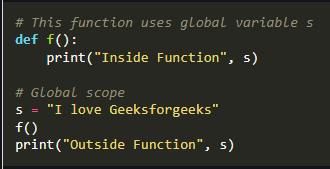 # This function uses global variable s
def f():
    print("Inside Function", s)
# Global scope
s = "I love Geeksforgeeks"
f()
print("Outside Function", s)